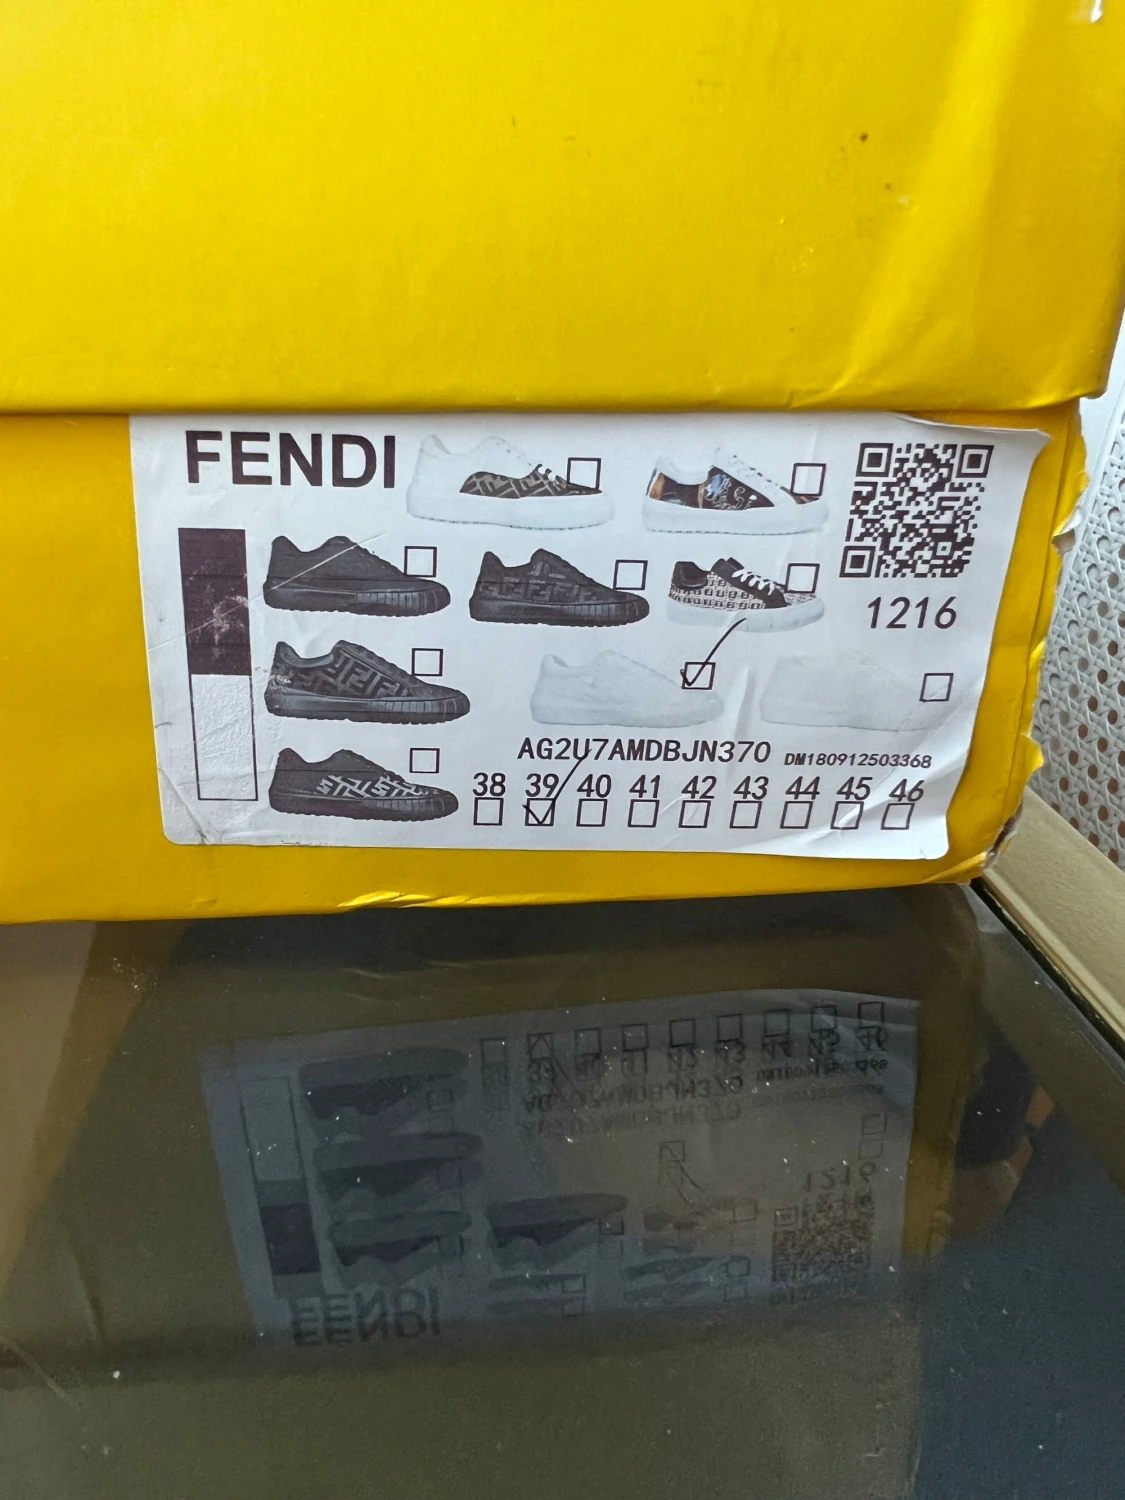 FENDI
1216
AG2U7AMDBJN370 DM180912503368
38 39 40 41 42 43 44 45 46